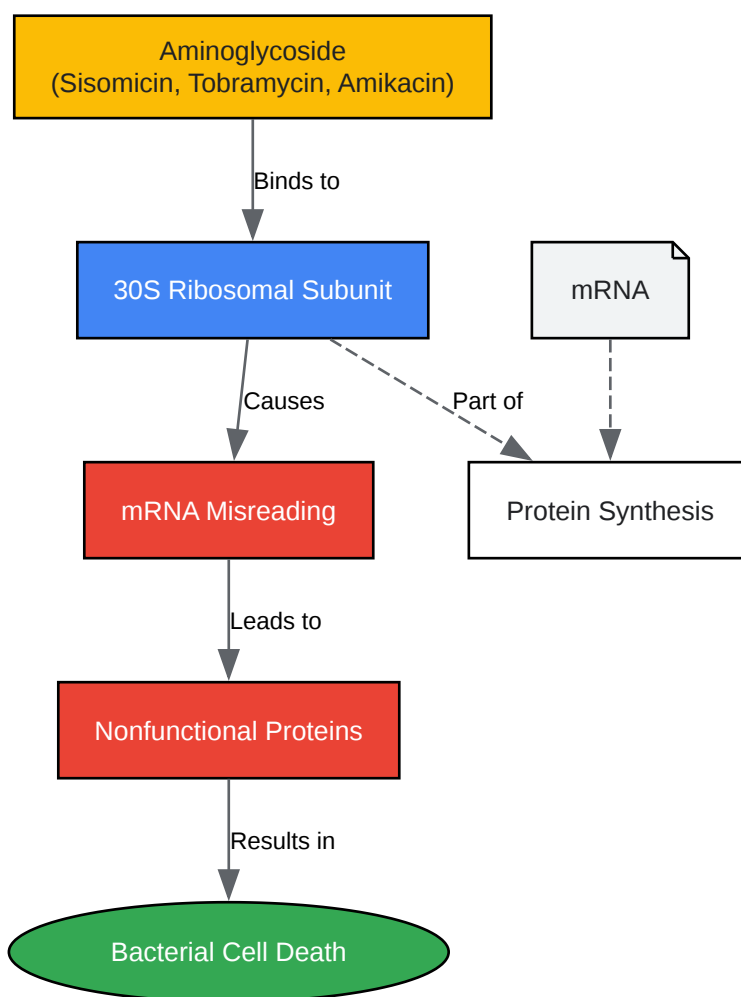 Aminoglycoside
(Sisomicin, Tobramycin, Amikacin)
Binds to
30S Ribosomal Subunit
mRNA
Causes
Part of
mRNA Misreading
Protein Synthesis
Leads to
Nonfunctional Proteins
Results in
Bacterial Cell Death